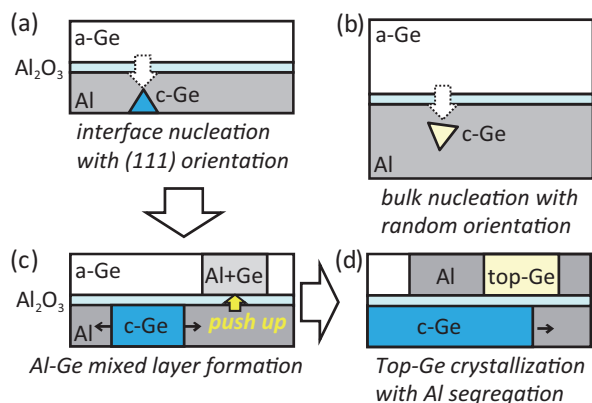 (a)
a-Ge
Al₂O₃
Al
c-Ge
interface nucleation
with (111) orientation
(b)
a-Ge
c-Ge
Al
bulk nucleation with
random orientation
(c)
a-Ge
Al+Ge
Al₂O₃
Al
c-Ge
push up
Al-Ge mixed layer formation
(d)
Al
top-Ge
c-Ge
Top-Ge crystallization
with Al segregation